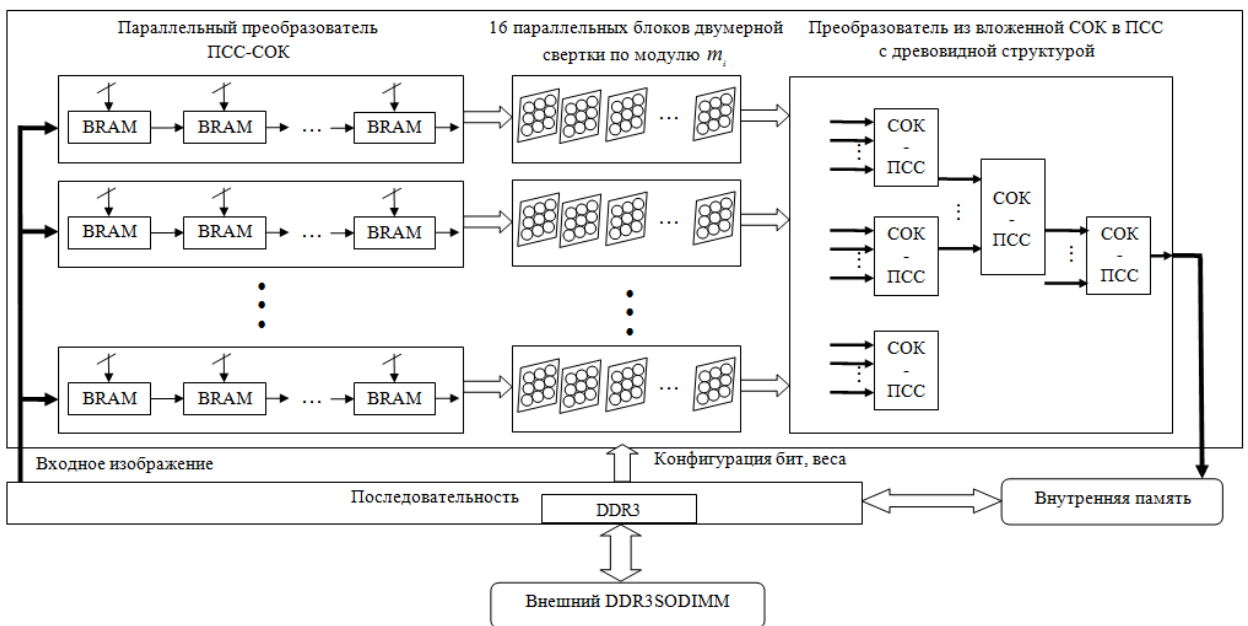 Параллельный преобразователь
ПСС-СОК
16 параллельных блоков двумерной
свертки по модулю mᵢ
Преобразователь из вложенной СОК в ПСС
с древовидной структурой
BRAM BRAM ... BRAM
...
BRAM BRAM ... BRAM
...
BRAM BRAM ... BRAM
...
СОК
-
ПСС
СОК
-
ПСС
СОК
-
ПСС
СОК
-
ПСС
СОК
-
ПСС
Входное изображение
Конфигурация бит, веса
Последовательность
DDR3
Внутренняя память
Внешний DDR3SODIMM